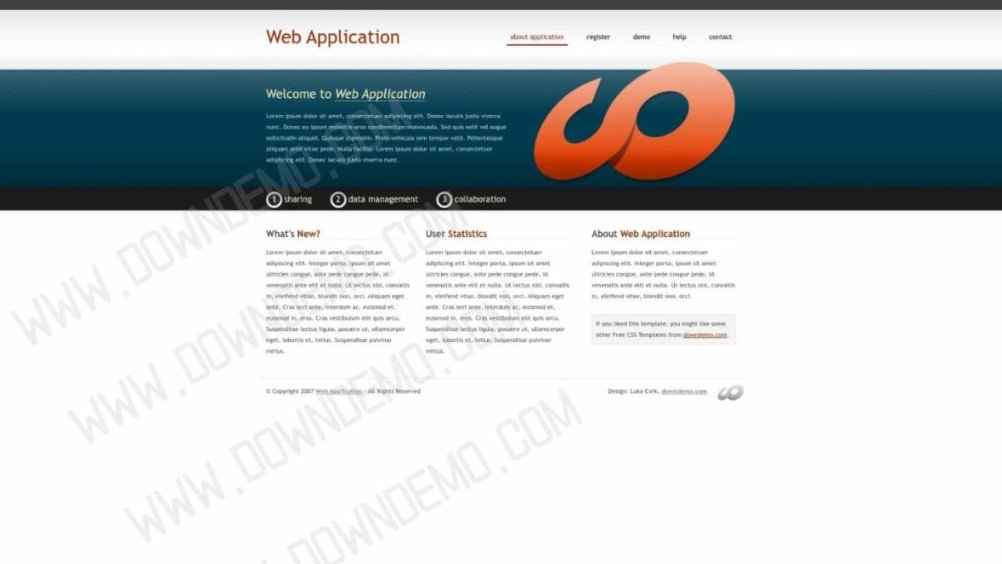 Web Application
about application register demo help contact
Welcome to Web Application
Lorem ipsum dolor sit amet, consectetuer adipiscing elit. Donec iaculis justo viverra
nunc. Donec eu ipsum molestie eros condimentum malesuada. Sed quis velit vel augue
sollicitudin aliquet. Quisque dignissim. Proin vehicula sem tempor velit. Pellentesque
aliquam ante vitae pede. Nulla facilisi. Lorem ipsum dolor sit amet, consectetuer
adipiscing elit. Donec iaculis justo viverra nunc.
1 sharing 2 data management 3 collaboration
What's New?
Lorem ipsum dolor sit amet, consectetuer
adipiscing elit. Integer porta, ipsum sit amet
ultricies congue, ante pede congue pede, id
venenatis ante elit et nulla. Ut lectus nisl, convallis
in, eleifend vitae, blandit non, orci. Aliquam eget
ante. Cras orci ante, interdum ac, euismod et,
euismod in, eros. Cras vestibulum elit quis arcu.
Suspendisse lectus ligula, posuere ut, ullamcorper
eget, lobortis et, tellus. Suspendisse pulvinar
metus.
User Statistics
Lorem ipsum dolor sit amet, consectetuer
adipiscing elit. Integer porta, ipsum sit amet
ultricies congue, ante pede congue pede, id
venenatis ante elit et nulla. Ut lectus nisl, convallis
in, eleifend vitae, blandit non, orci. Aliquam eget
ante. Cras orci ante, interdum ac, euismod et,
euismod in, eros. Cras vestibulum elit quis arcu.
Suspendisse lectus ligula, posuere ut, ullamcorper
eget, lobortis et, tellus. Suspendisse pulvinar
metus.
About Web Application
Lorem ipsum dolor sit amet, consectetuer
adipiscing elit. Integer porta, ipsum sit amet
ultricies congue, ante pede congue pede, id
venenatis ante elit et nulla. Ut lectus nisl, convallis
in, eleifend vitae, blandit non, orci.
If you liked this template, you might like some
other Free CSS Templates from downdemo.com.
© Copyright 2007 Web Application - All Rights Reserved
Design: Luka Cvrk, downdemo.com
WWW.DOWNDEMO.COM
WWW.DOWNDEMO.COM
WWW.DOWNDEMO.COM
DOWNDEMO.COM